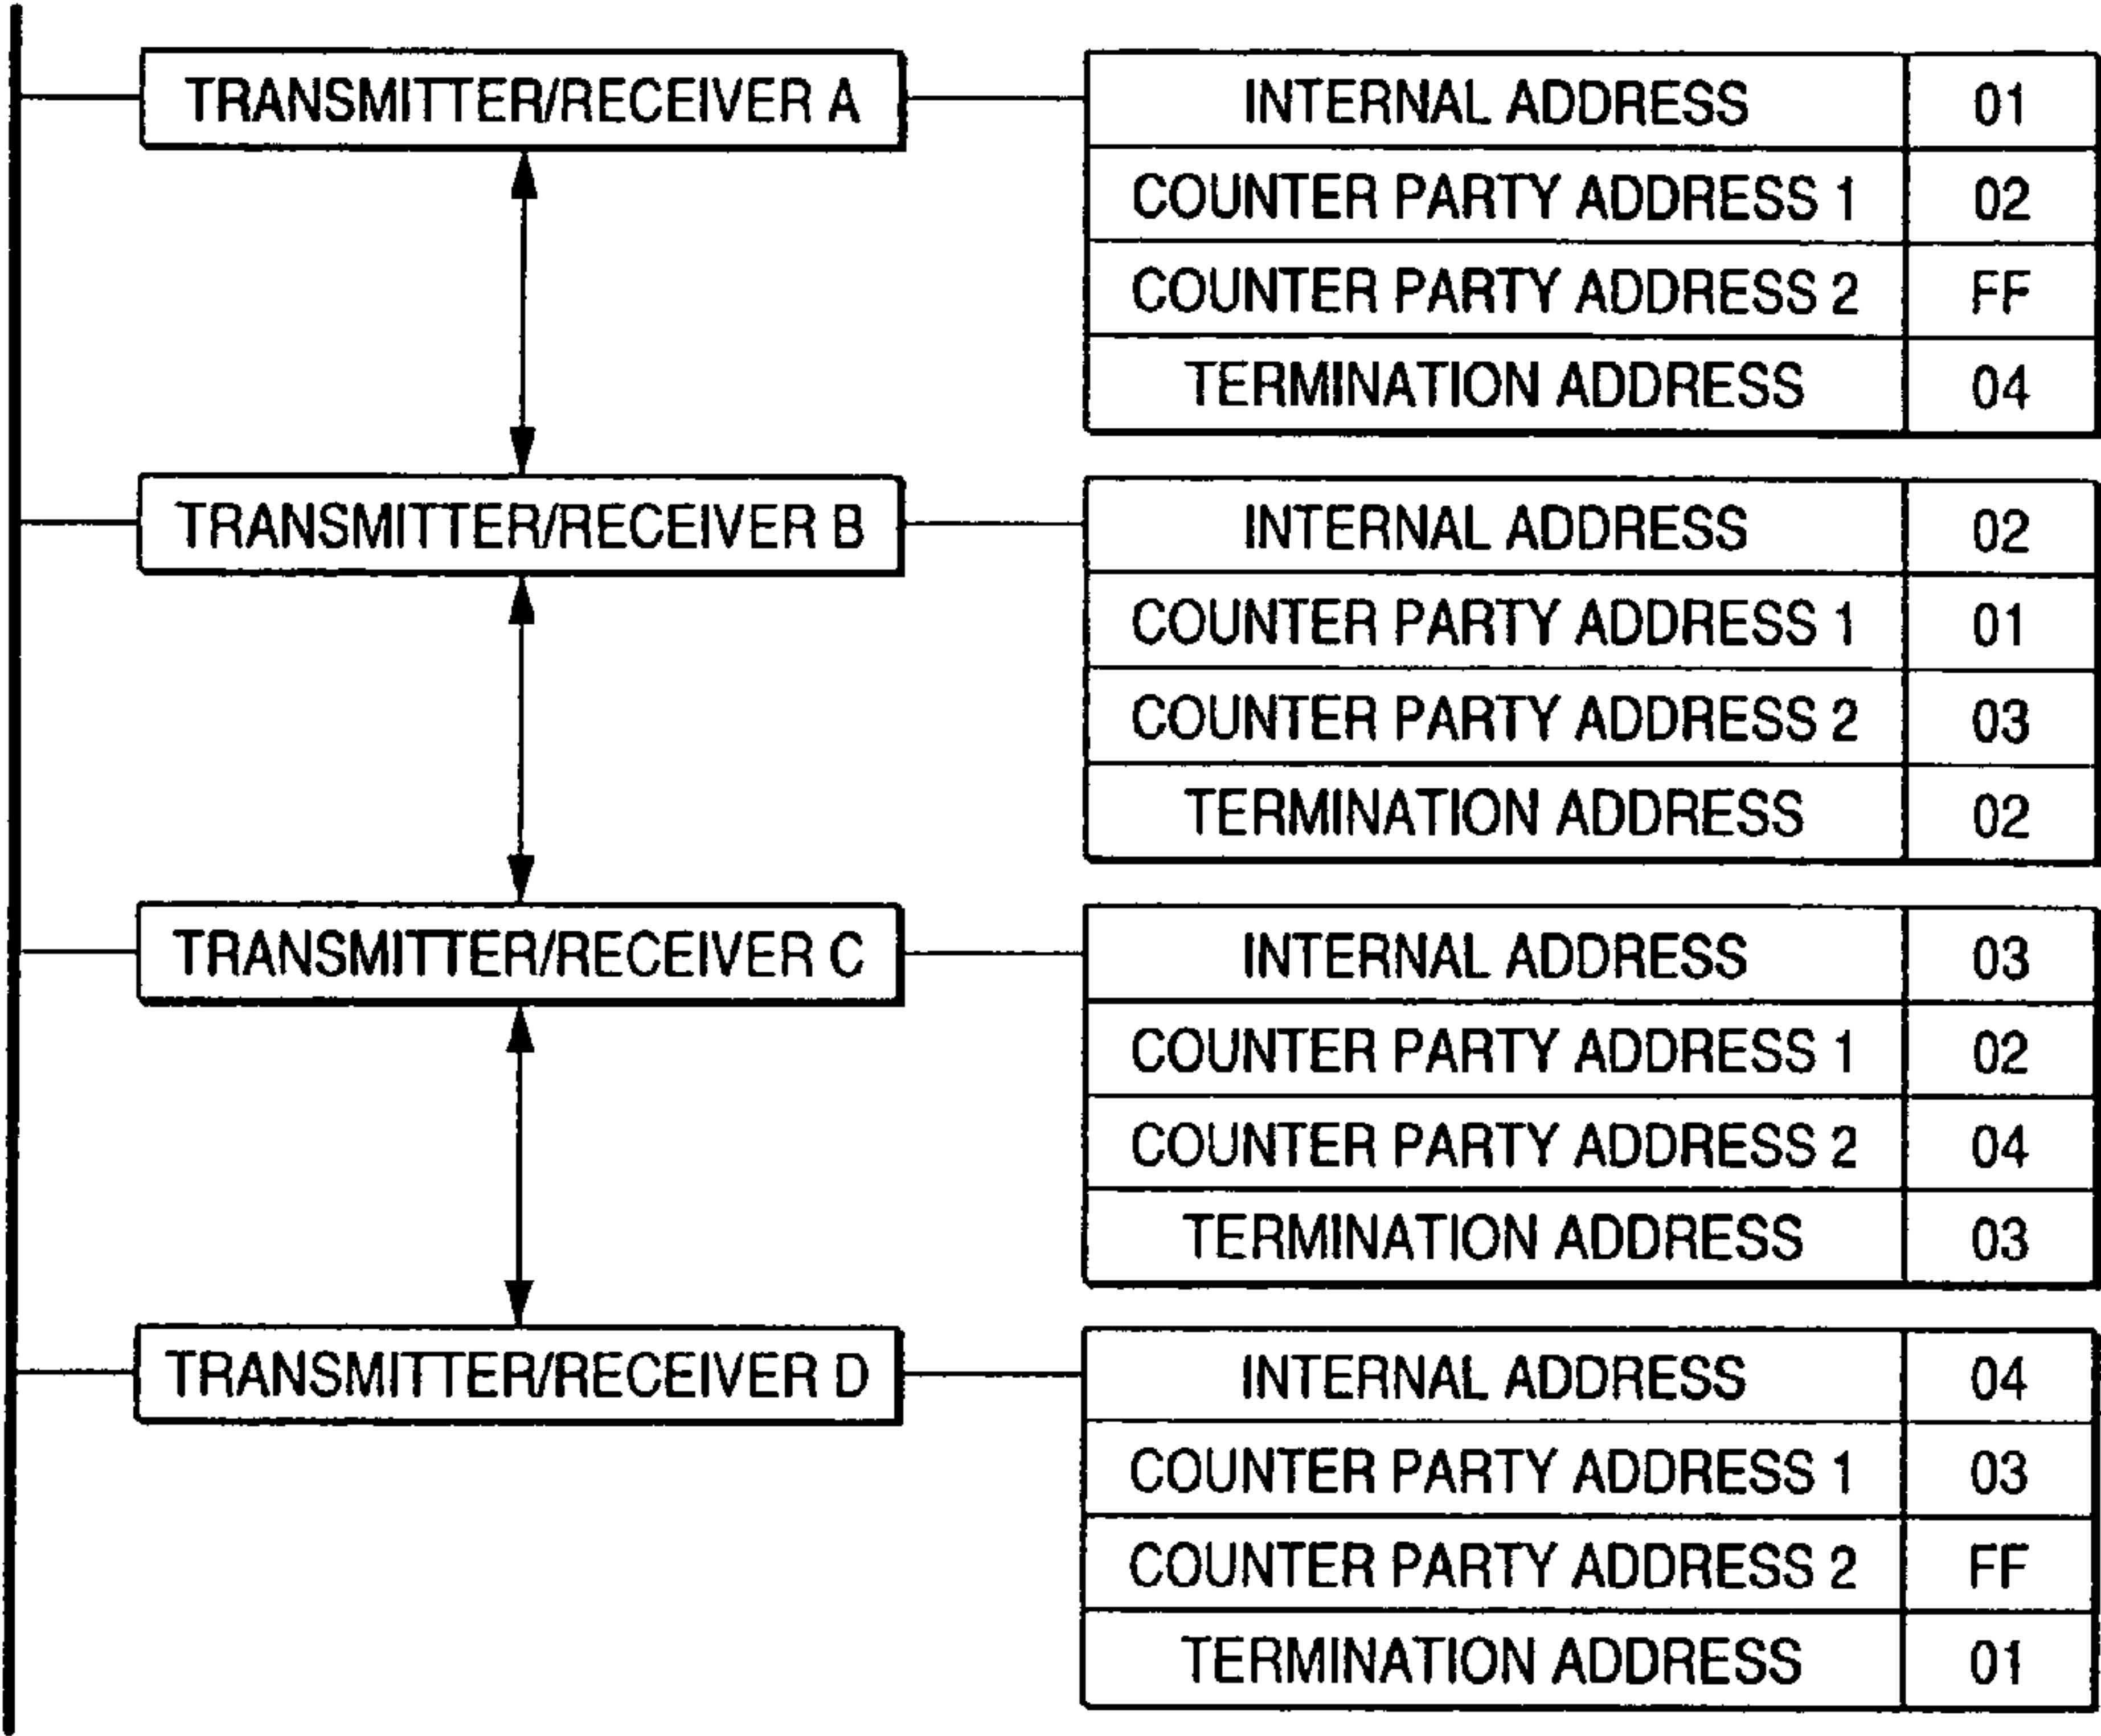 TRANSMITTER/RECEIVER A
INTERNAL ADDRESS 01
COUNTER PARTY ADDRESS 1 02
COUNTER PARTY ADDRESS 2 FF
TERMINATION ADDRESS 04
TRANSMITTER/RECEIVER B
INTERNAL ADDRESS 02
COUNTER PARTY ADDRESS 1 01
COUNTER PARTY ADDRESS 2 03
TERMINATION ADDRESS 02
TRANSMITTER/RECEIVER C
INTERNAL ADDRESS 03
COUNTER PARTY ADDRESS 1 02
COUNTER PARTY ADDRESS 2 04
TERMINATION ADDRESS 03
TRANSMITTER/RECEIVER D
INTERNAL ADDRESS 04
COUNTER PARTY ADDRESS 1 03
COUNTER PARTY ADDRESS 2 FF
TERMINATION ADDRESS 01